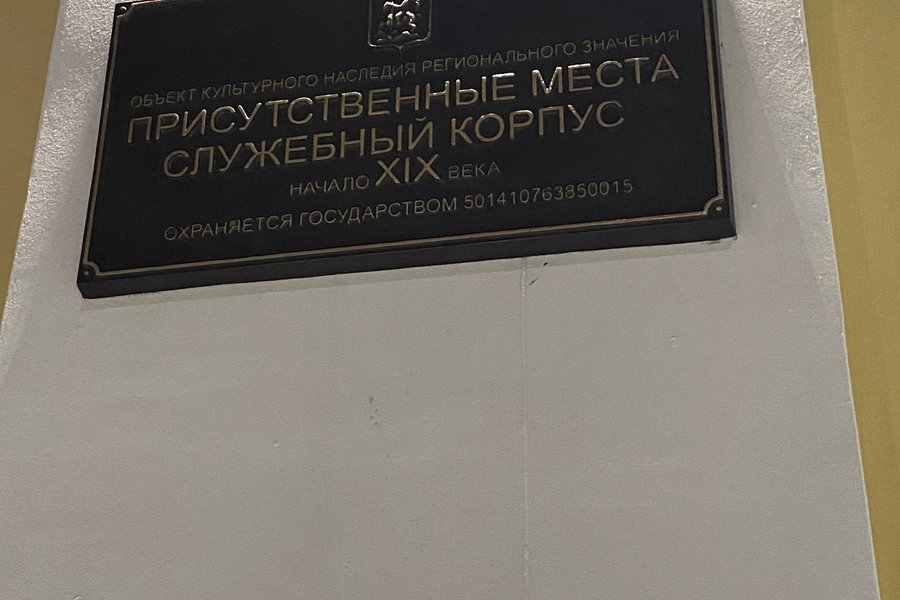 ОБЪЕКТ КУЛЬТУРНОГО НАСЛЕДИЯ РЕГИОНАЛЬНОГО ЗНАЧЕНИЯ
ПРИСУТСТВЕННЫЕ МЕСТА
СЛУЖЕБНЫЙ КОРПУС
НАЧАЛО XIX ВЕКА
ОХРАНЯЕТСЯ ГОСУДАРСТВОМ 501410763850015